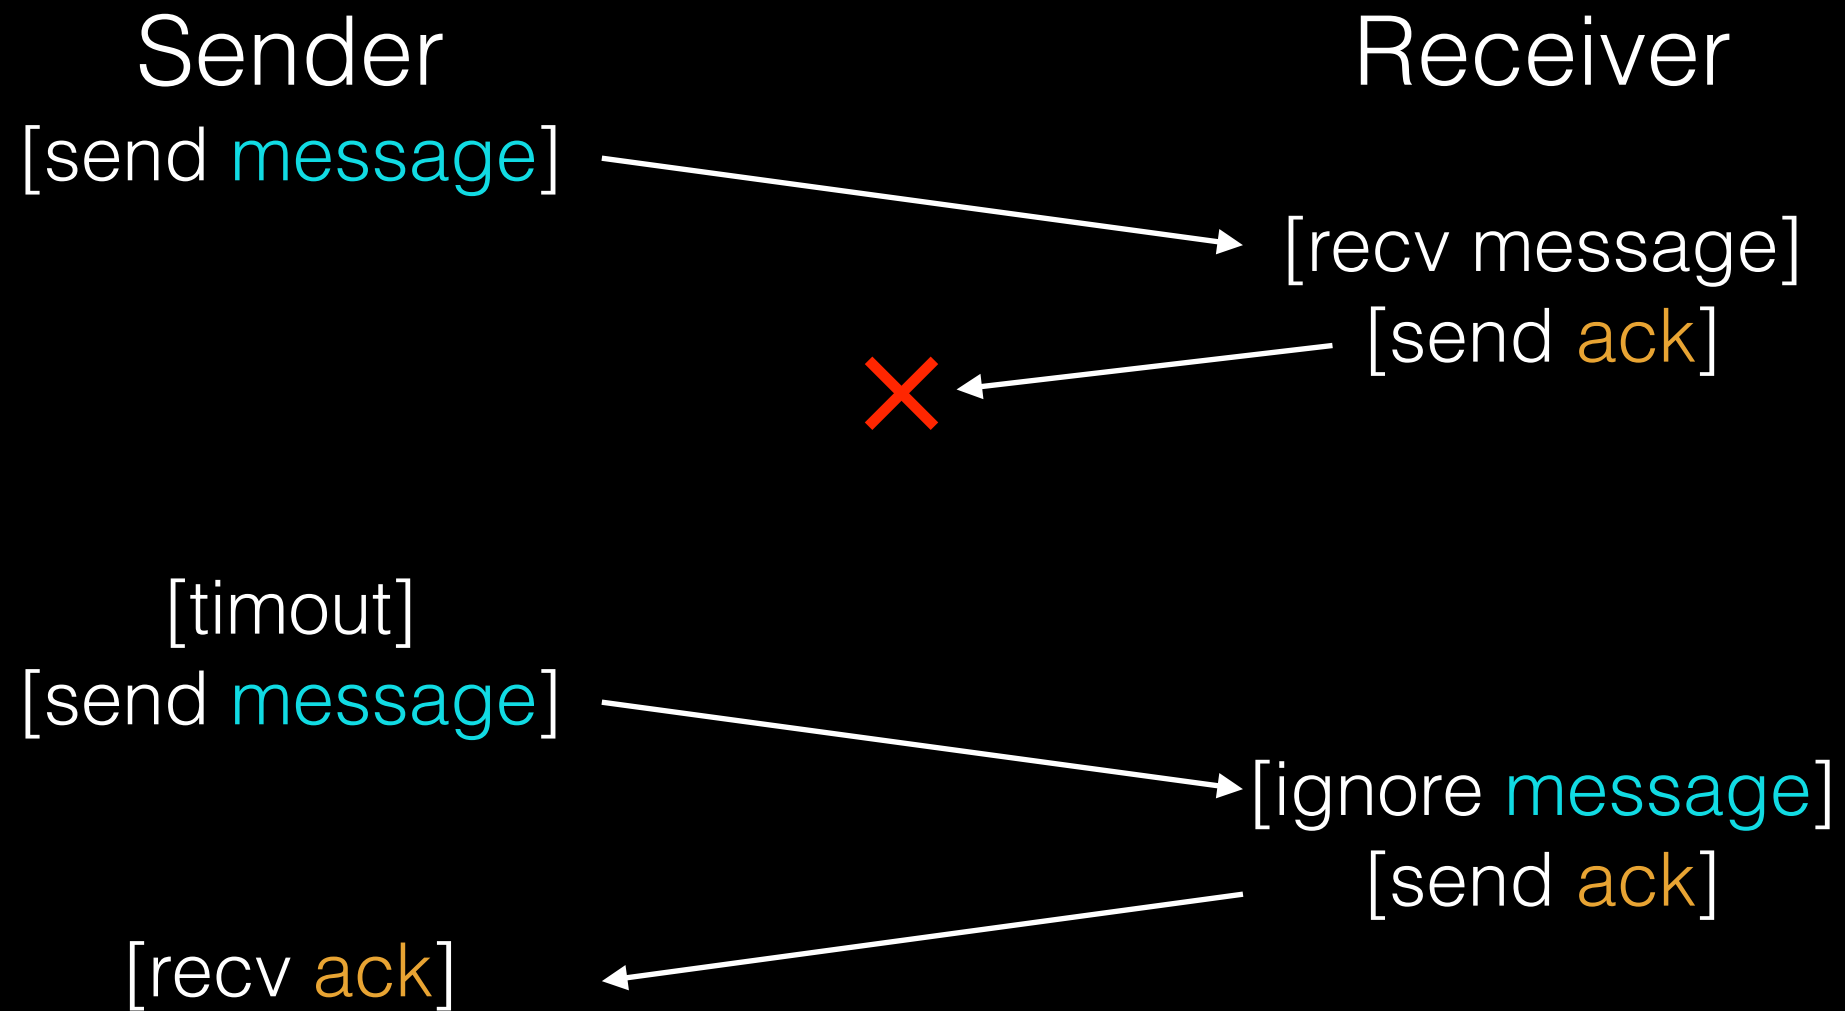 Sender
Receiver
[send message]
[recv message]
[send ack]
[timout]
[send message]
[ignore message]
[send ack]
[recv ack]